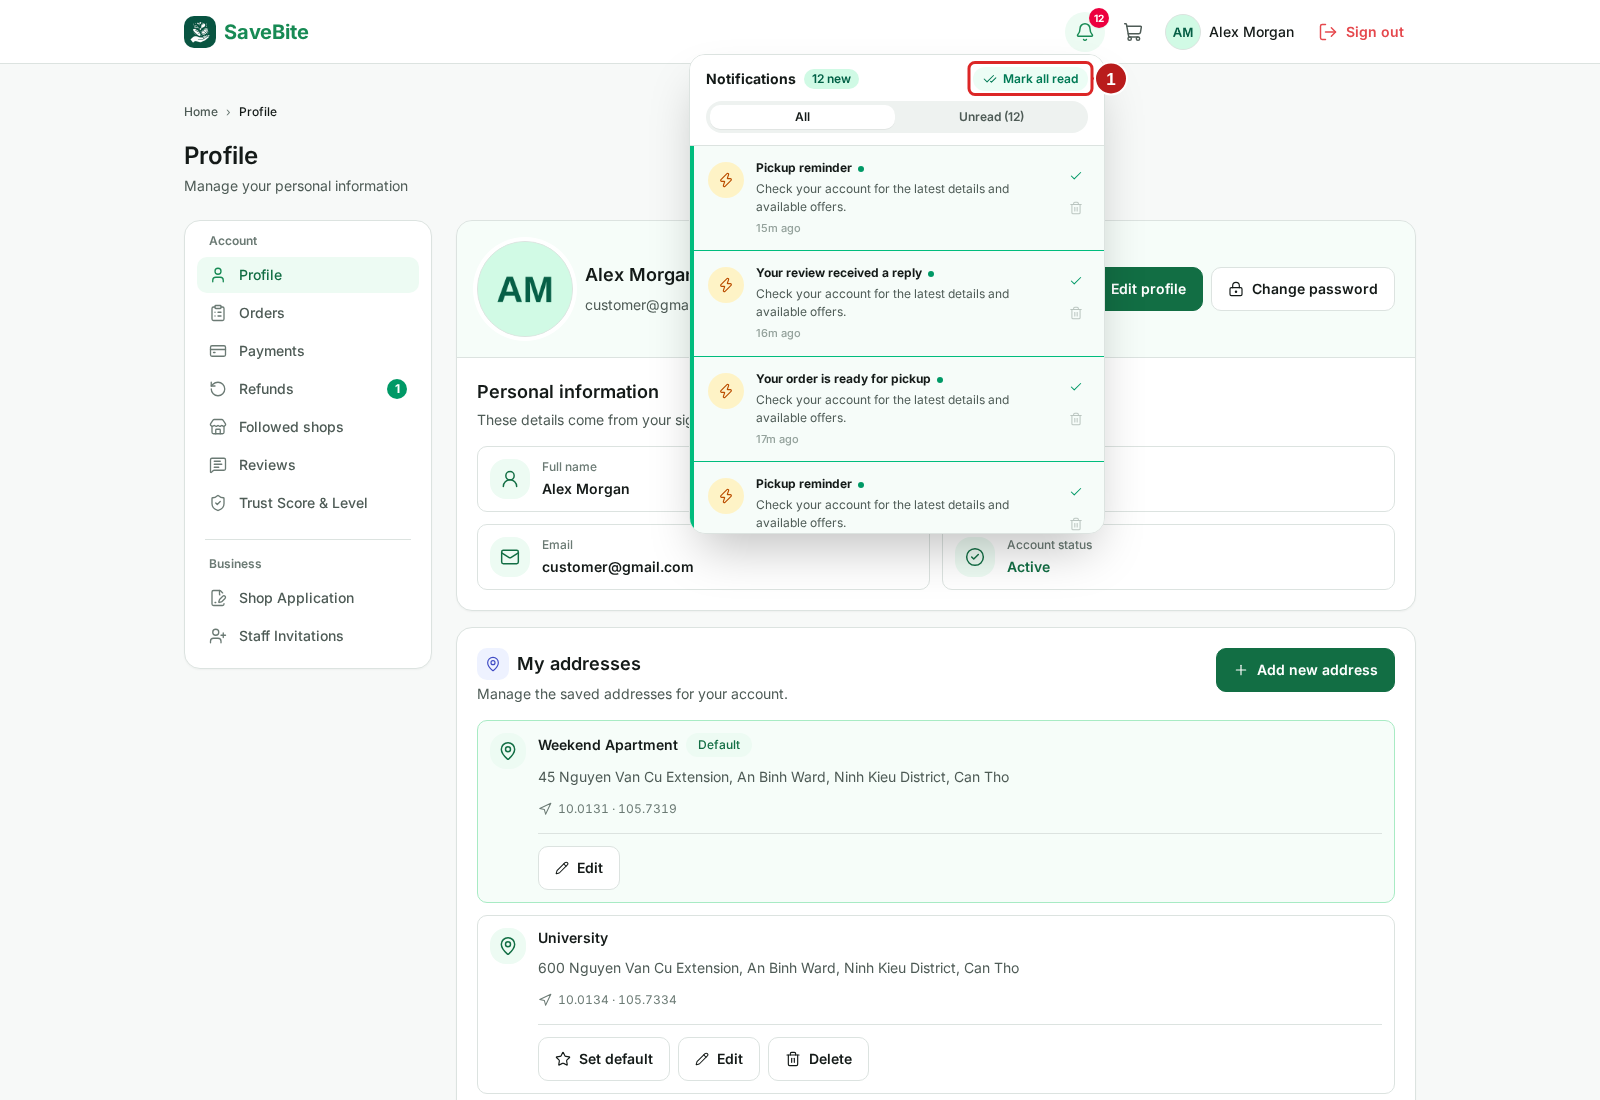 SaveBite
12
AM
Alex Morgan
Sign out
Notifications
12 new
Mark all read
1
All
Unread (12)
Home › Profile
Profile
Manage your personal information
Account
Profile
Orders
Payments
Refunds
1
Followed shops
Reviews
Trust Score & Level
Business
Shop Application
Staff Invitations
Pickup reminder
Check your account for the latest details and
available offers.
15m ago
Your review received a reply
Check your account for the latest details and
available offers.
16m ago
Your order is ready for pickup
Check your account for the latest details and
available offers.
17m ago
Pickup reminder
Check your account for the latest details and
available offers.
AM
Alex Morgan
customer@gma
Edit profile
Change password
Personal information
These details come from your sig
Full name
Alex Morgan
Email
customer@gmail.com
Account status
Active
My addresses
Manage the saved addresses for your account.
Add new address
Weekend Apartment
Default
45 Nguyen Van Cu Extension, An Binh Ward, Ninh Kieu District, Can Tho
10.0131 · 105.7319
Edit
University
600 Nguyen Van Cu Extension, An Binh Ward, Ninh Kieu District, Can Tho
10.0134 · 105.7334
Set default
Edit
Delete